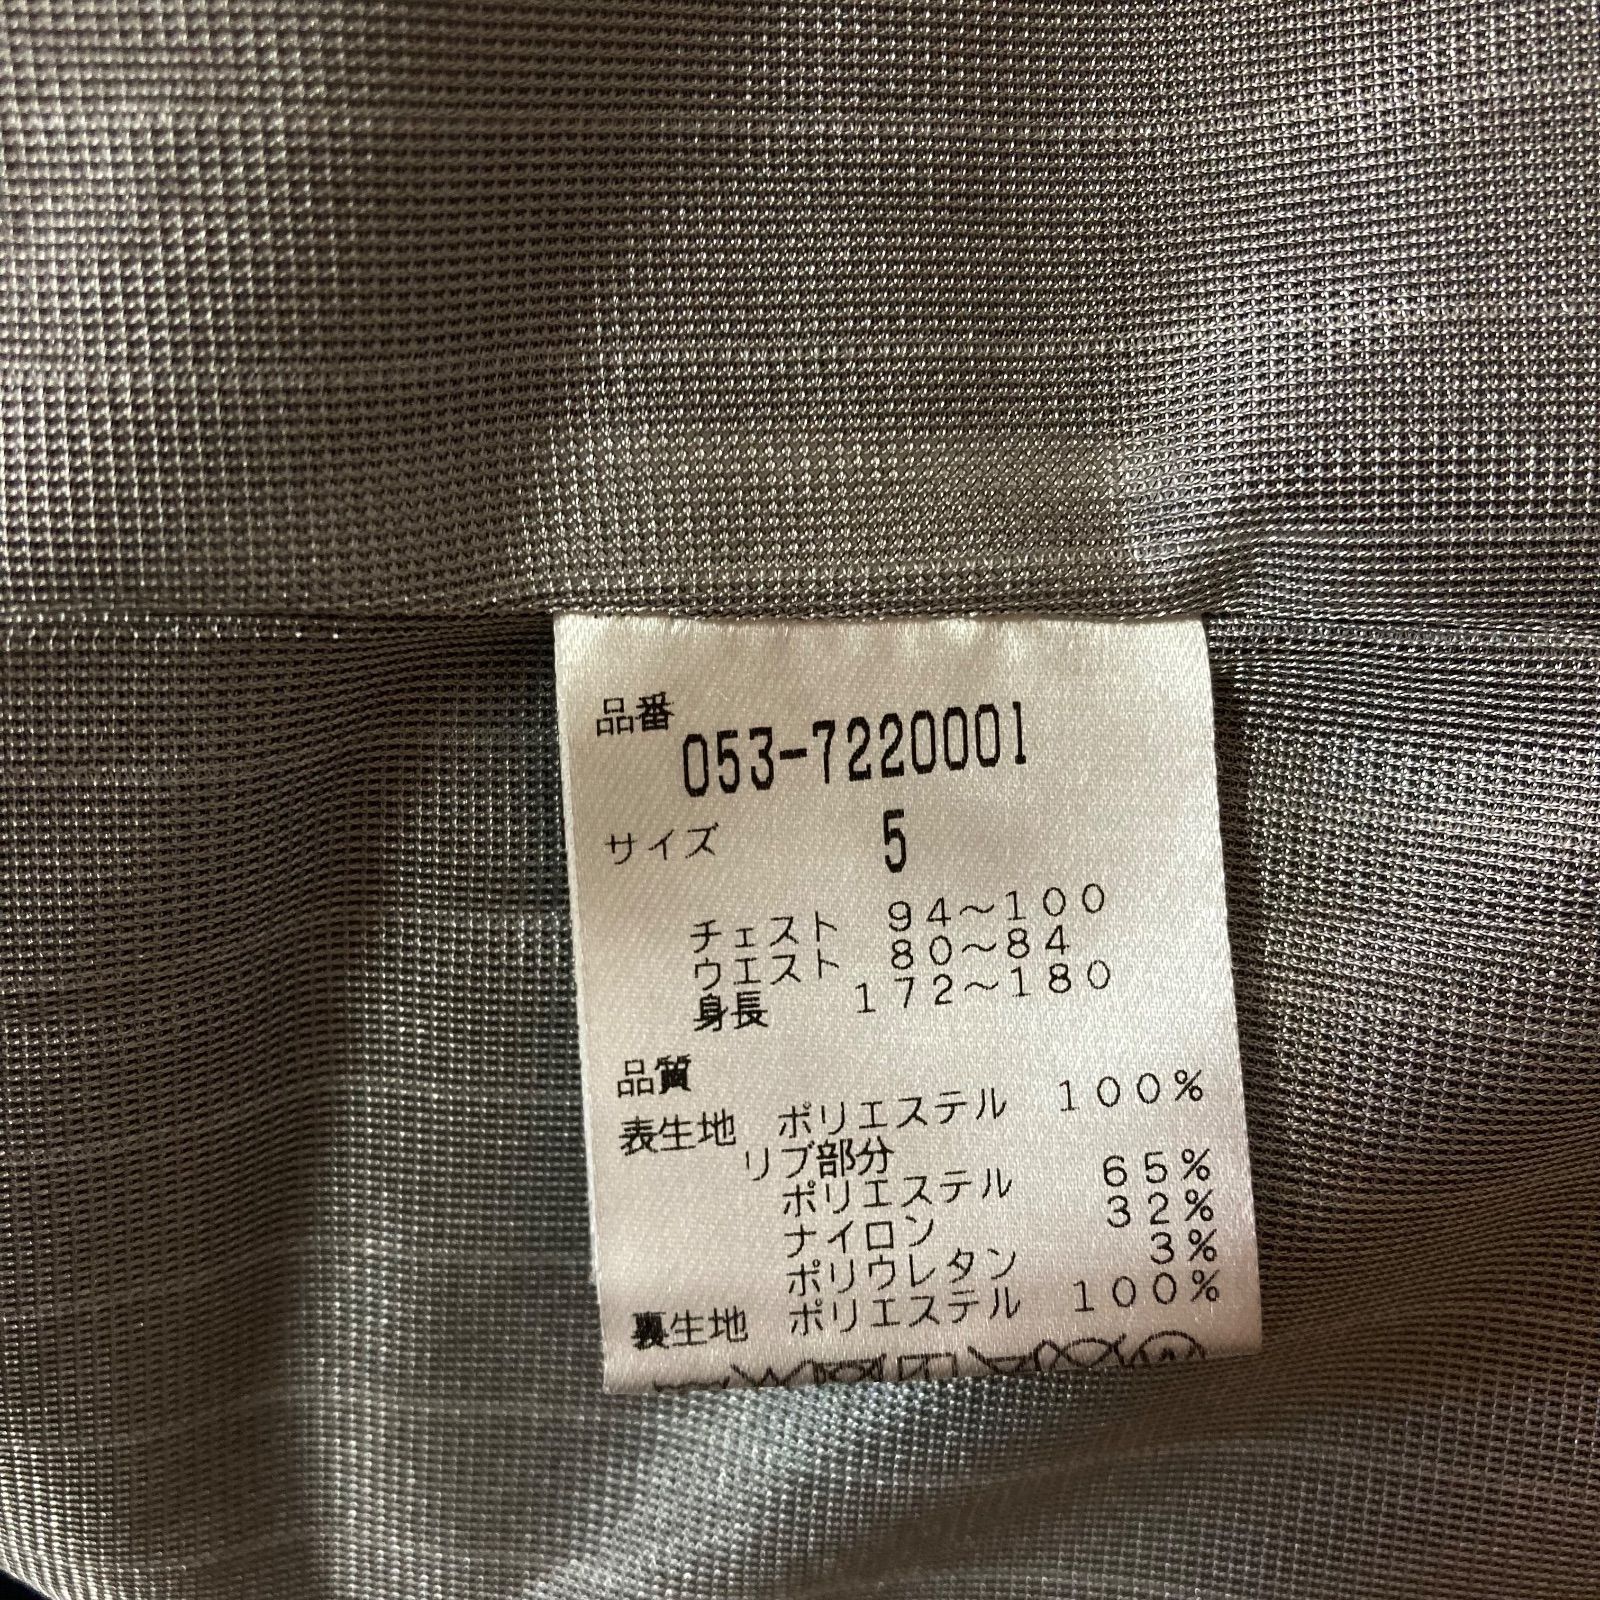 品番
053-7220001
サイズ 5
チェスト 94〜100
ウエスト 80〜84
身長 172〜180
品質
表生地 ポリエステル 100%
リブ部分
ポリエステル 65%
ナイロン 32%
ポリウレタン 3%
裏生地 ポリエステル 100%